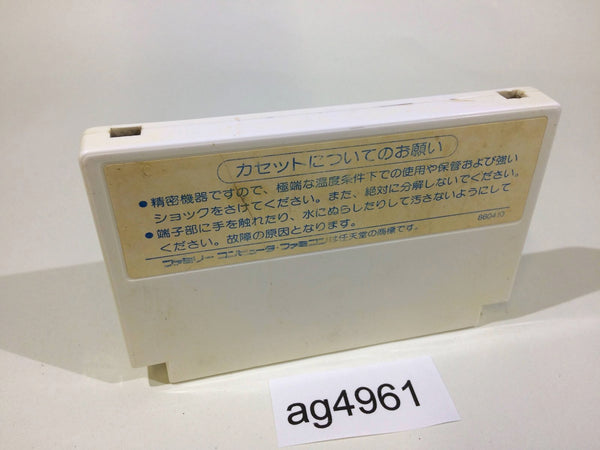 カセットについてのお願い
●精密機器ですので、極端な温度条件下での使用や保管および強い
ショックをさけてください。また、絶対に分解しないでください。
●端子部に手を触れたり、水にぬらしたりして汚さないようにして
ください。故障の原因となります。
ファミリーコンピュータ・ファミコンは任天堂の商標です。
ag4961